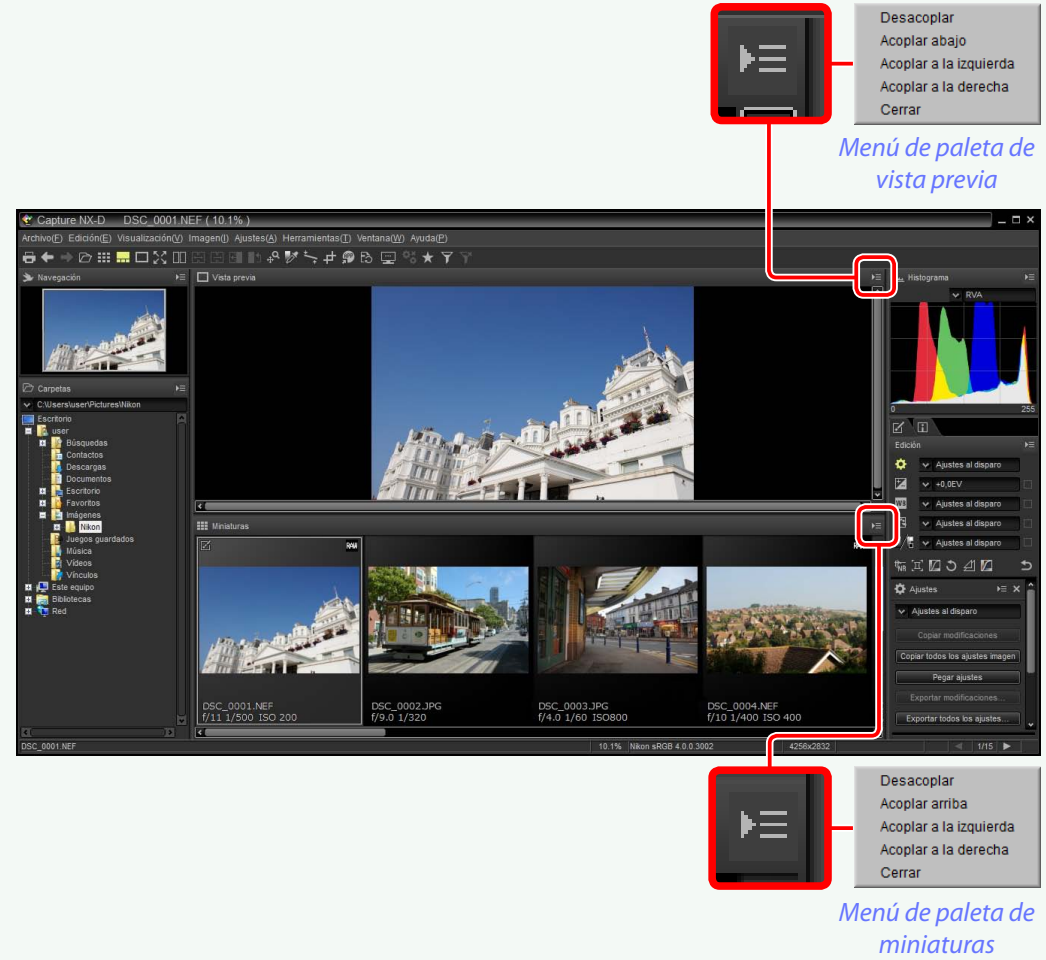 Desacoplar
Acoplar abajo
Acoplar a la izquierda
Acoplar a la derecha
Cerrar
Menú de paleta de
vista previa
Capture NX-D DSC_0001.NEF ( 10.1% )
Archivo(F) Edición(E) Visualización(V) Imagen(I) Ajustes(A) Herramientas(T) Ventana(W) Ayuda(P)
Navegación
Vista previa
Histograma
RVA
0 255
Carpetas
C:\Users\user\Pictures\Nikon
Escritorio
user
Búsquedas
Contactos
Descargas
Documentos
Escritorio
Favoritos
Imágenes
Nikon
Juegos guardados
Música
Vídeos
Vínculos
Este equipo
Bibliotecas
Red
Edición
Ajustes al disparo
+0,0EV
Ajustes al disparo
Ajustes al disparo
Ajustes al disparo
Miniaturas
RAW
DSC_0001.NEF
f/11 1/500 ISO 200
DSC_0002.JPG
f/9.0 1/320
DSC_0003.JPG
f/4.0 1/60 ISO800
DSC_0004.NEF
f/10 1/400 ISO 400
NR
Ajustes
Ajustes al disparo
Copiar modificaciones
Copiar todos los ajustes imagen
Pegar ajustes
Exportar modificaciones...
Exportar todos los ajustes...
DSC_0001.NEF
10.1% Nikon sRGB 4.0.0.3002 4256x2832 1/15
Desacoplar
Acoplar arriba
Acoplar a la izquierda
Acoplar a la derecha
Cerrar
Menú de paleta de
miniaturas